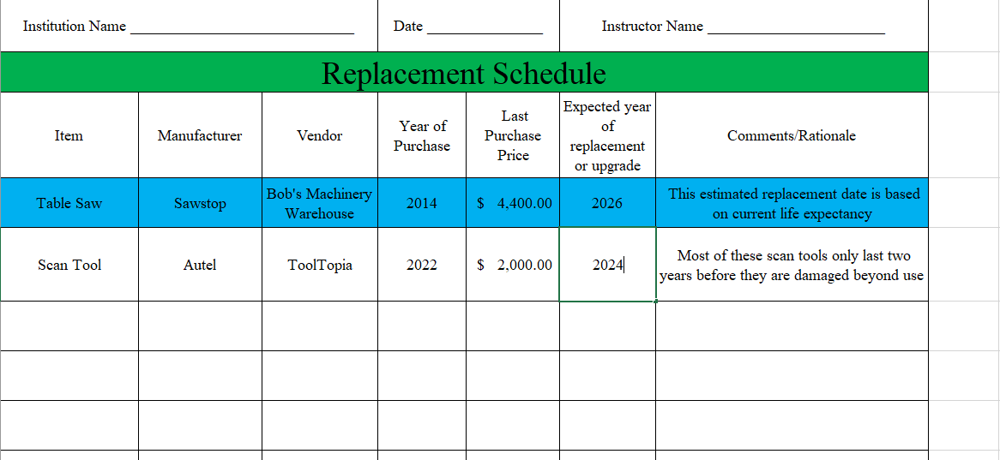 Institution Name ______________________________ Date ________________ Instructor Name ________________________
Replacement Schedule
Item
Manufacturer
Vendor
Year of
Purchase
Last
Purchase
Price
Expected year
of
replacement
or upgrade
Comments/Rationale
Table Saw
Sawstop
Bob's Machinery
Warehouse
2014
$ 4,400.00
2026
This estimated replacement date is based
on current life expectancy
Scan Tool
Autel
ToolTopia
2022
$ 2,000.00
2024
Most of these scan tools only last two
years before they are damaged beyond use